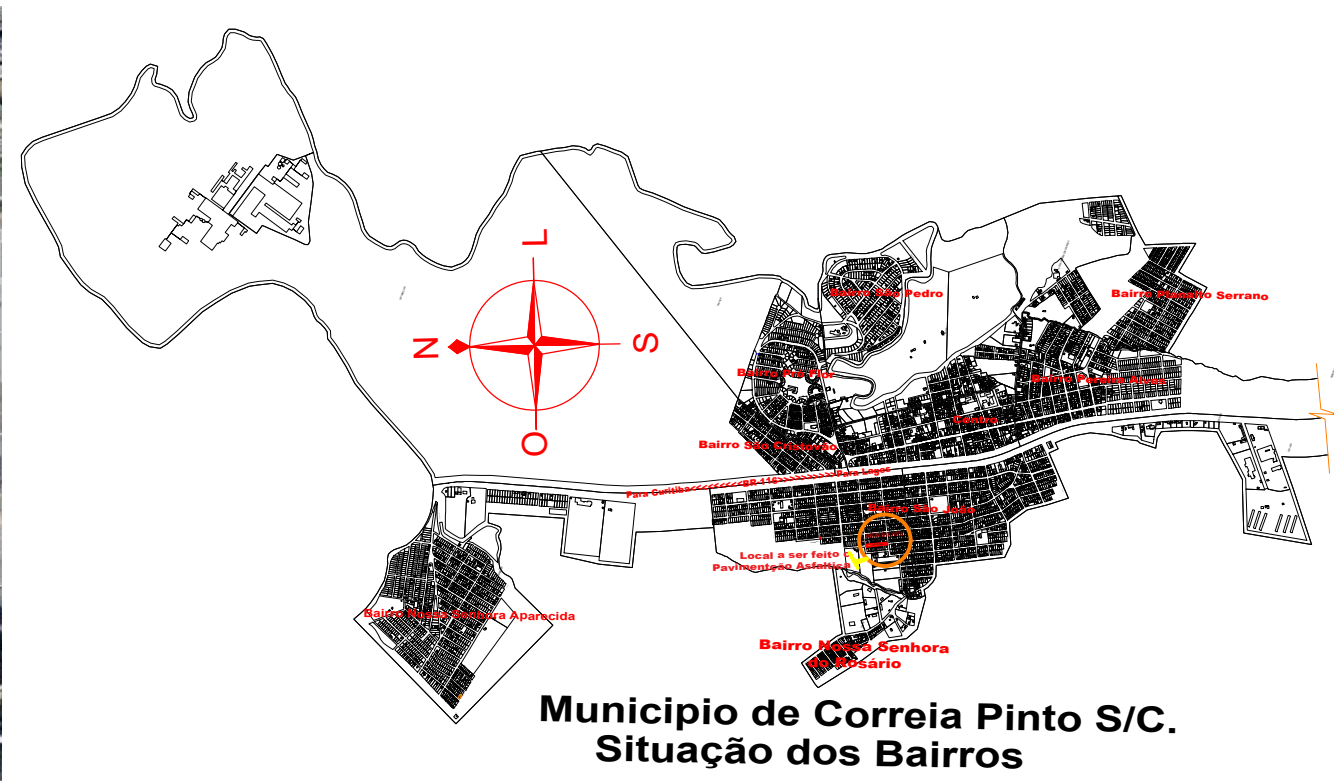 L
N
S
O
Bairro São Pedro
Bairro Pinheiro Serrano
Bairro Pró Flor
Bairro Pereira Alves
Centro
Bairro São Cristovão
Para Curitiba<<<<<<<<BR-116>>>>>>>>Para Lages
Bairro São João
Local a ser feito
Pavimentção Asfaltica
Bairro Nossa Senhora Aparecida
Bairro Nossa Senhora
do Rosário
Municipio de Correia Pinto S/C.
Situação dos Bairros